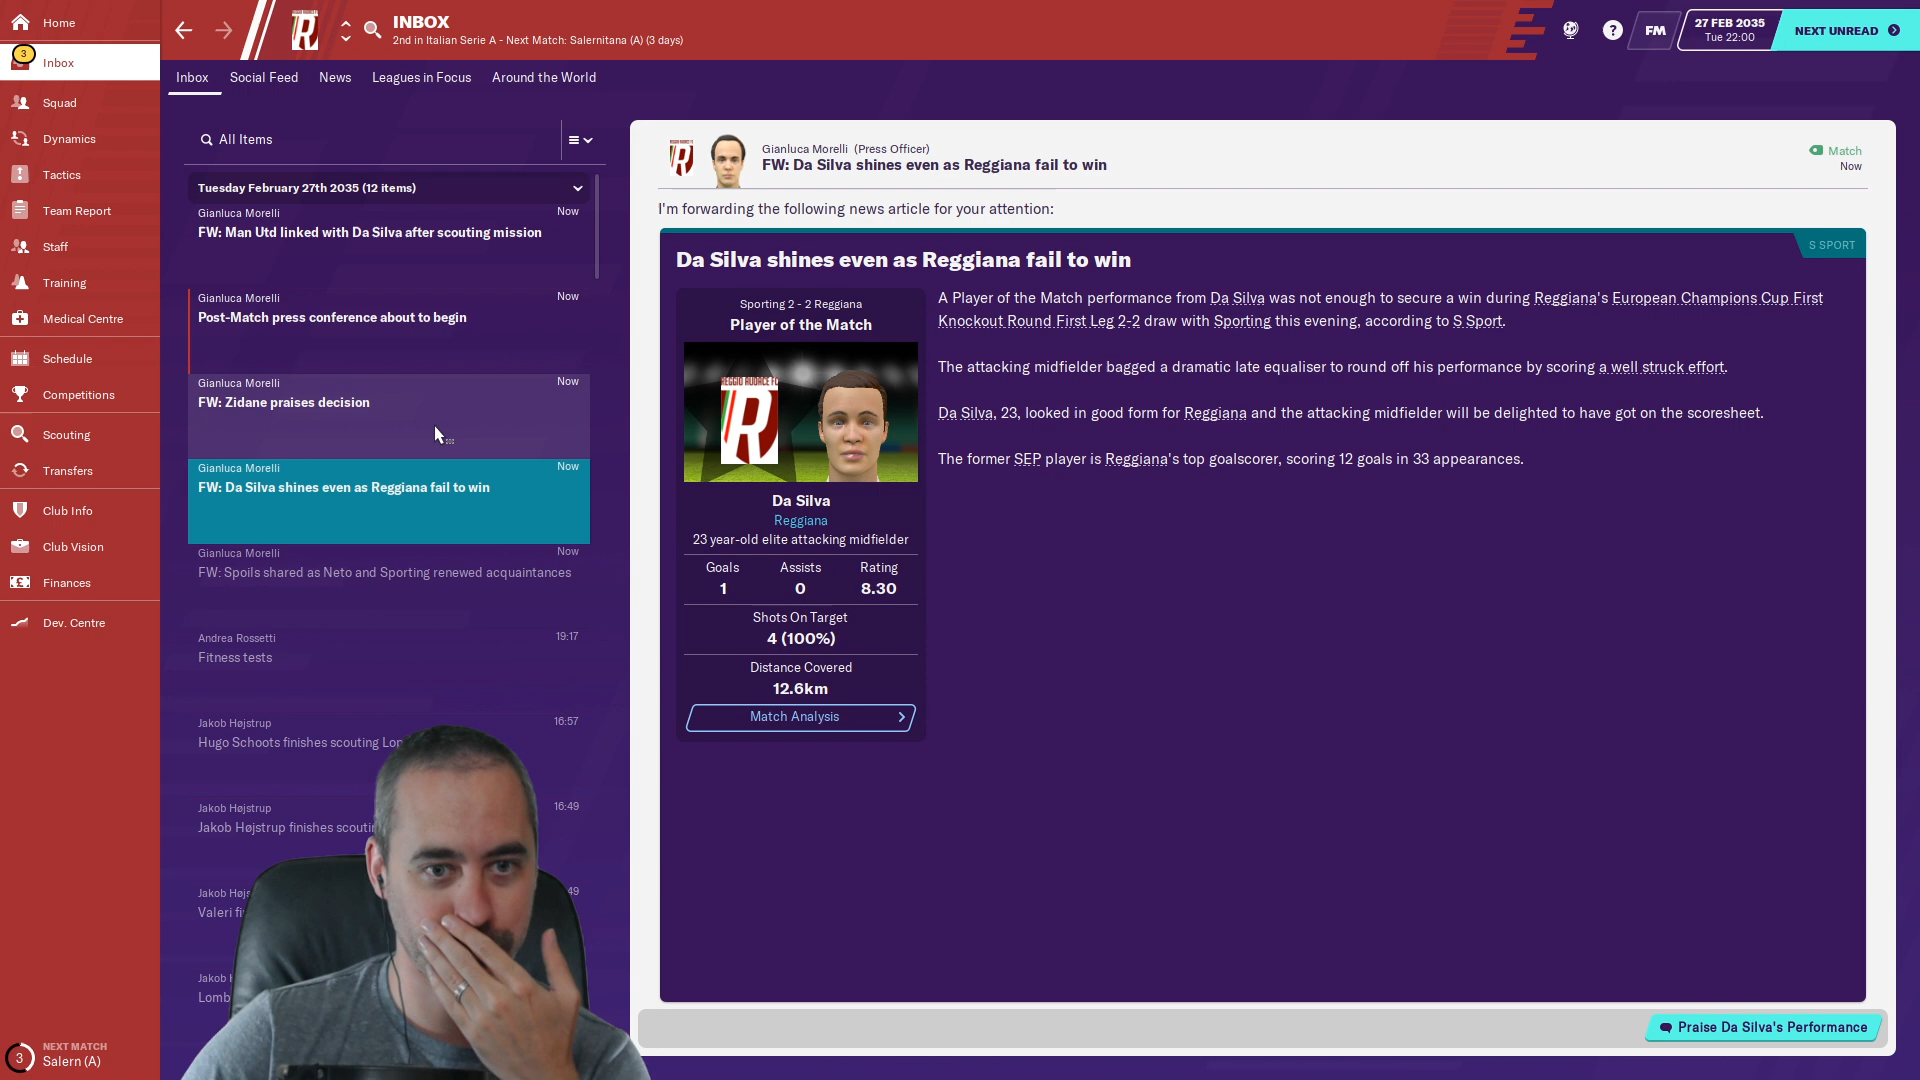 Home
3
Inbox
Squad
Dynamics
Tactics
Team Report
Staff
Training
Medical Centre
Schedule
Competitions
Scouting
Transfers
Club Info
Club Vision
Finances
Dev. Centre
3
NEXT MATCH
Salern (A)
INBOX
2nd in Italian Serie A - Next Match: Salernitana (A) (3 days)
FM
27 FEB 2035
Tue 22:00
NEXT UNREAD
Inbox Social Feed News Leagues in Focus Around the World
All Items
Tuesday February 27th 2035 (12 items)
Gianluca Morelli Now
FW: Man Utd linked with Da Silva after scouting mission
Gianluca Morelli Now
Post-Match press conference about to begin
Gianluca Morelli Now
FW: Zidane praises decision
Gianluca Morelli Now
FW: Da Silva shines even as Reggiana fail to win
Gianluca Morelli Now
FW: Spoils shared as Neto and Sporting renewed acquaintances
Andrea Rossetti 19:17
Fitness tests
Jakob Højstrup 16:57
Hugo Schoots finishes scouting
Jakob Højstrup 16:49
Jakob Højstrup finishes
Jakob 49
Valeri
Jakob
Gianluca Morelli (Press Officer)
FW: Da Silva shines even as Reggiana fail to win
Match
Now
I'm forwarding the following news article for your attention:
S SPORT
Da Silva shines even as Reggiana fail to win
Sporting 2 - 2 Reggiana
Player of the Match
REGGIO AUDACE FC
R
Da Silva
Reggiana
23 year-old elite attacking midfielder
Goals Assists Rating
1 0 8.30
Shots On Target
4 (100%)
Distance Covered
12.6km
Match Analysis
A Player of the Match performance from Da Silva was not enough to secure a win during Reggiana's European Champions Cup First
Knockout Round First Leg 2-2 draw with Sporting this evening, according to S Sport.
The attacking midfielder bagged a dramatic late equaliser to round off his performance by scoring a well struck effort.
Da Silva, 23, looked in good form for Reggiana and the attacking midfielder will be delighted to have got on the scoresheet.
The former SEP player is Reggiana's top goalscorer, scoring 12 goals in 33 appearances.
Praise Da Silva's Performance